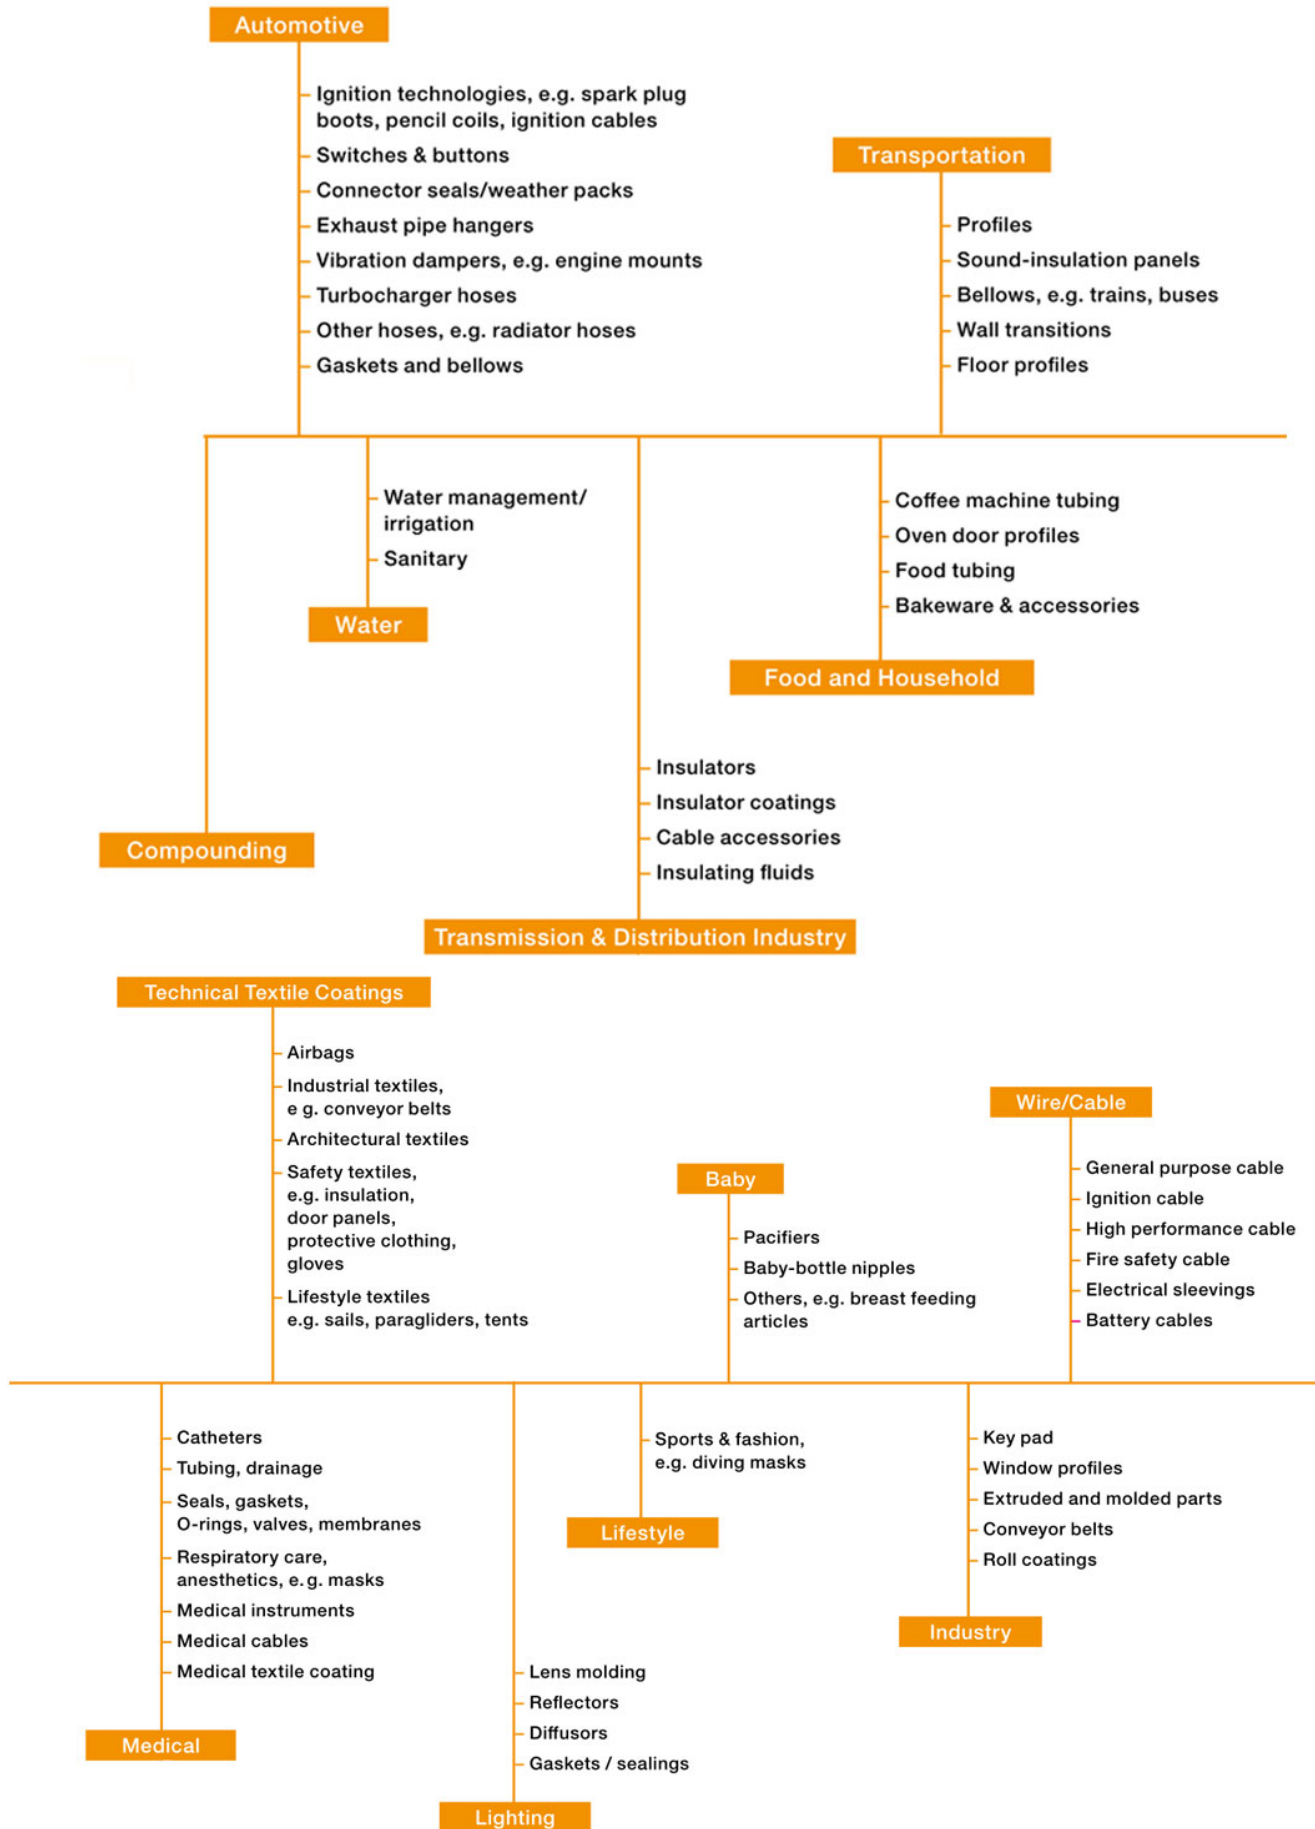 Automotive
Ignition technologies, e.g. spark plug
boots, pencil coils, ignition cables
Switches & buttons
Connector seals/weather packs
Exhaust pipe hangers
Vibration dampers, e.g. engine mounts
Turbocharger hoses
Other hoses, e.g. radiator hoses
Gaskets and bellows
Transportation
Profiles
Sound-insulation panels
Bellows, e.g. trains, buses
Wall transitions
Floor profiles
Water management/
irrigation
Sanitary
Water
Coffee machine tubing
Oven door profiles
Food tubing
Bakeware & accessories
Food and Household
Compounding
Insulators
Insulator coatings
Cable accessories
Insulating fluids
Transmission & Distribution Industry
Technical Textile Coatings
Airbags
Industrial textiles,
e g. conveyor belts
Architectural textiles
Safety textiles,
e.g. insulation,
door panels,
protective clothing,
gloves
Lifestyle textiles
e.g. sails, paragliders, tents
Baby
Pacifiers
Baby-bottle nipples
Others, e.g. breast feeding
articles
Wire/Cable
General purpose cable
Ignition cable
High performance cable
Fire safety cable
Electrical sleevings
Battery cables
Catheters
Tubing, drainage
Seals, gaskets,
O-rings, valves, membranes
Respiratory care,
anesthetics, e.g. masks
Medical instruments
Medical cables
Medical textile coating
Medical
Lens molding
Reflectors
Diffusors
Gaskets / sealings
Lighting
Sports & fashion,
e.g. diving masks
Lifestyle
Key pad
Window profiles
Extruded and molded parts
Conveyor belts
Roll coatings
Industry